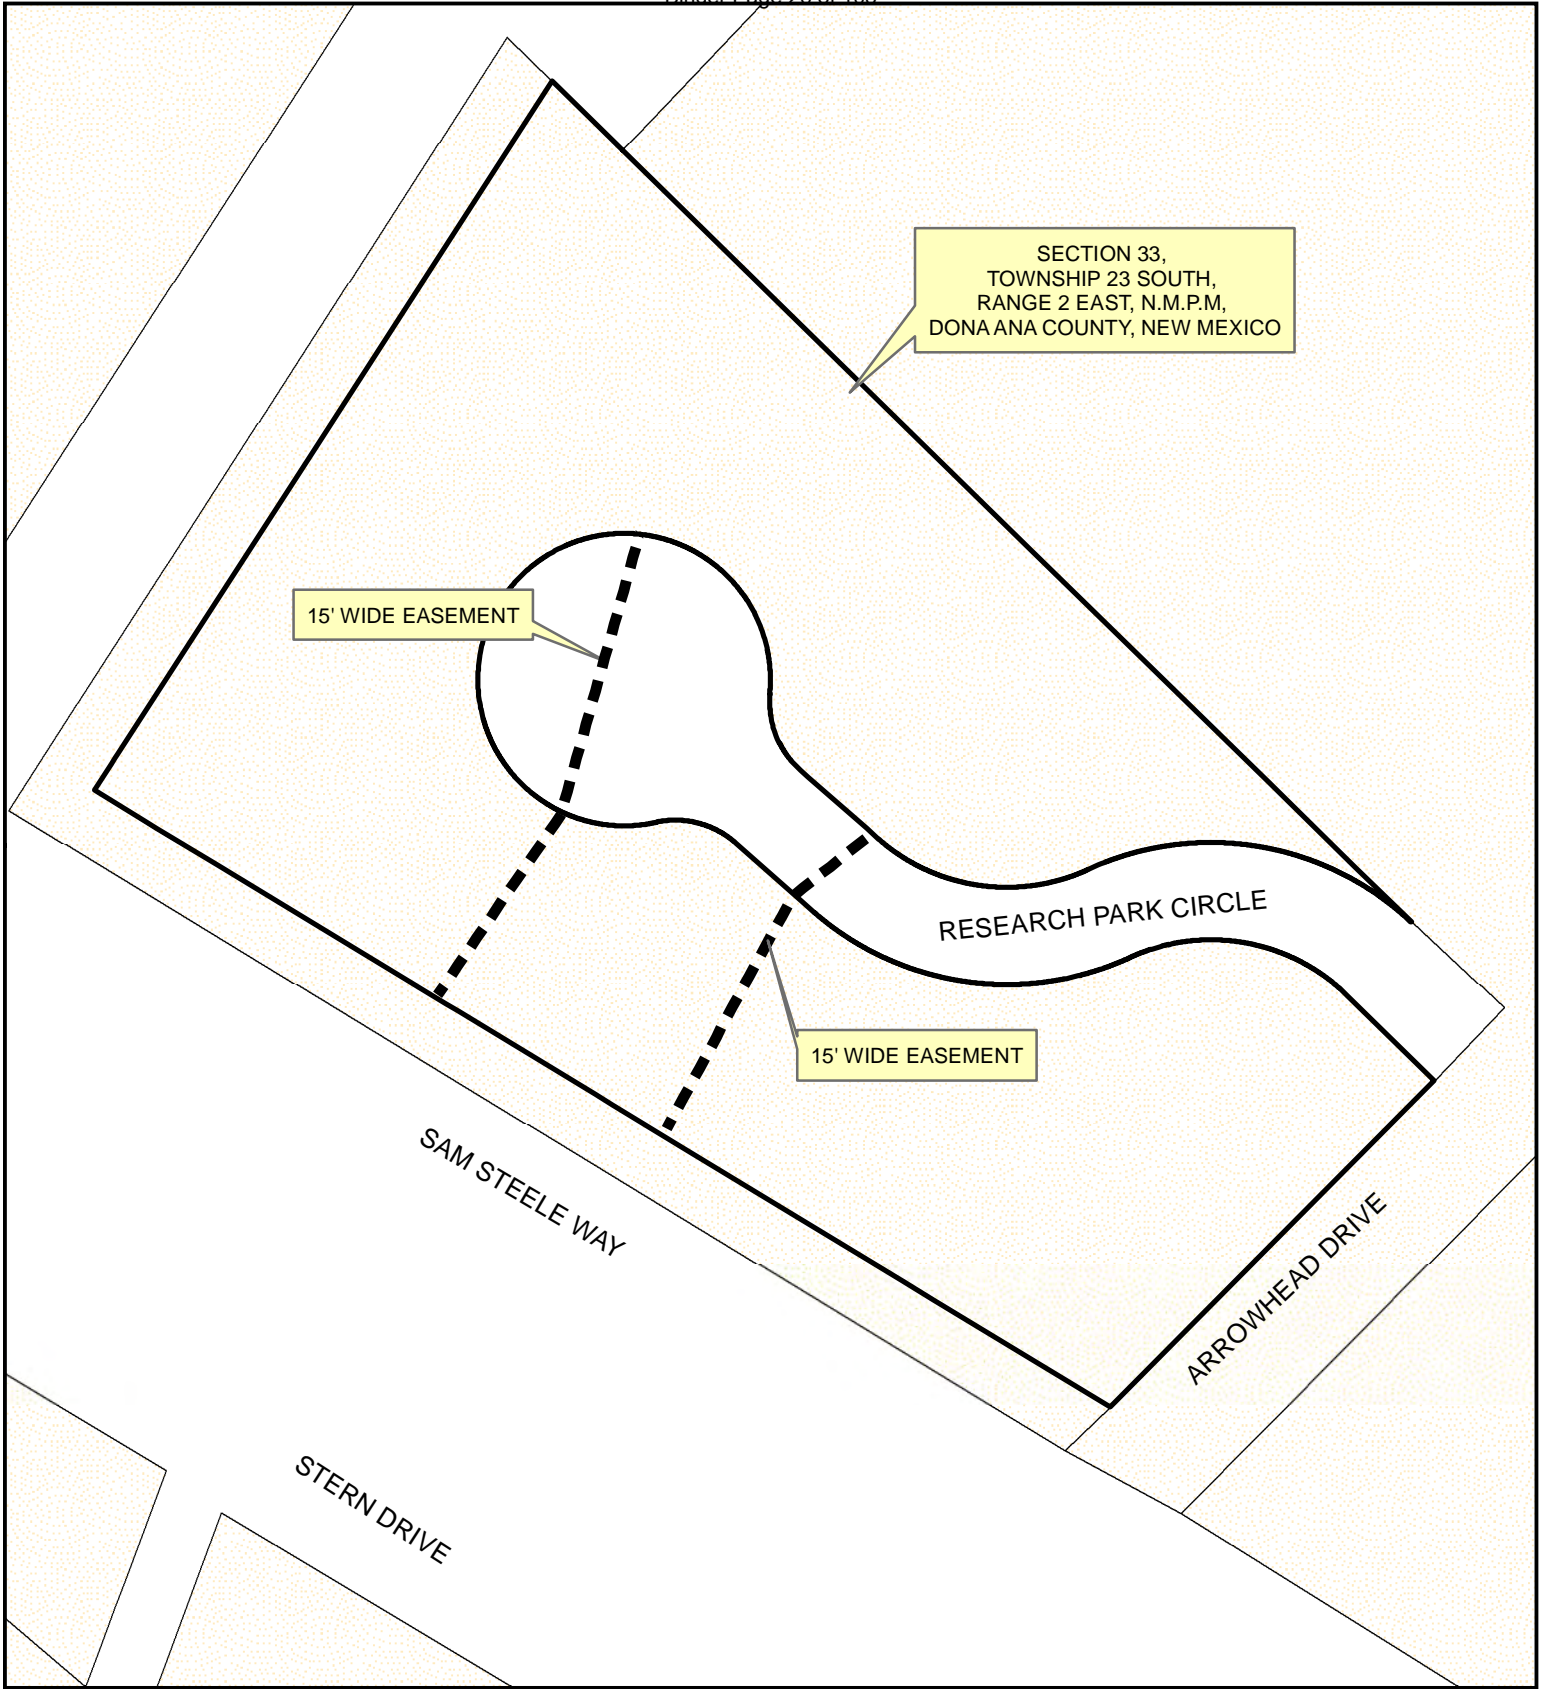 SECTION 33,
TOWNSHIP 23 SOUTH,
RANGE 2 EAST, N.M.P.M,
DONA ANA COUNTY, NEW MEXICO
15' WIDE EASEMENT
RESEARCH PARK CIRCLE
15' WIDE EASEMENT
SAM STEELE WAY
ARROWHEAD DRIVE
STERN DRIVE